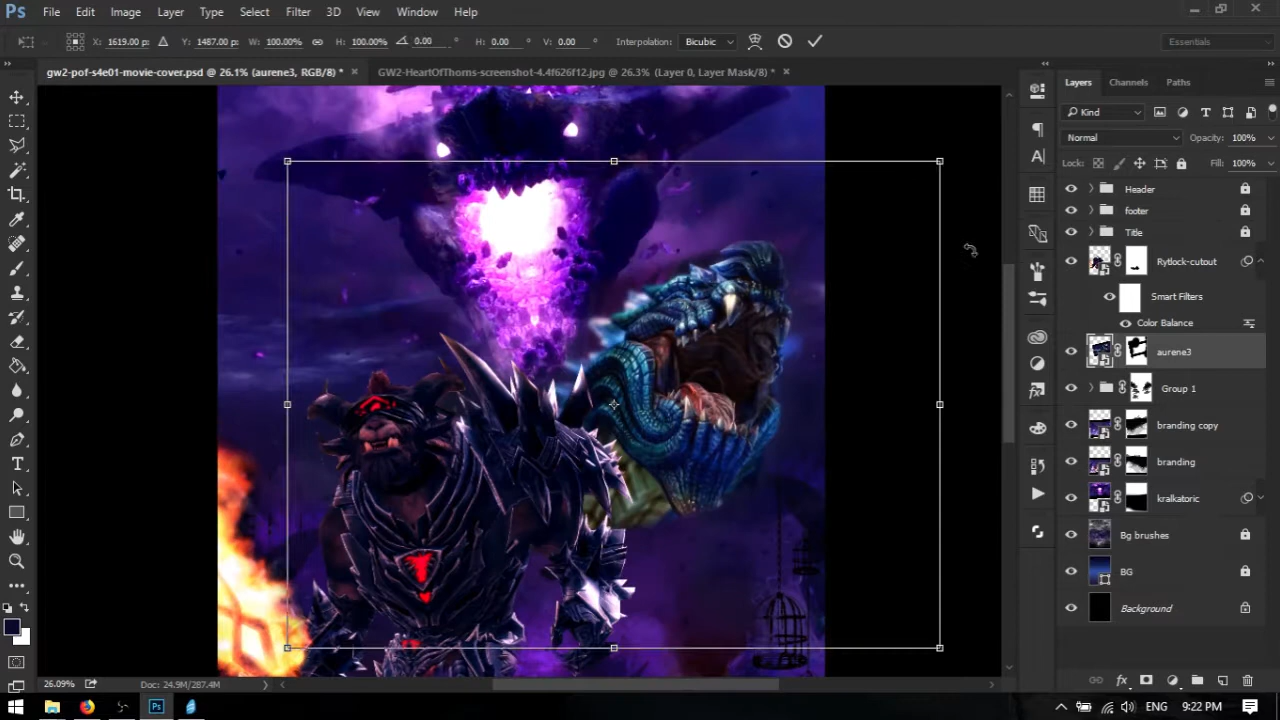 Ps File Edit Image Layer Type Select Filter 3D View Window Help
X: 1619.00 px Y: 1487.00 px W: 100.00% H: 100.00% 0.00 ° H: 0.00 ° V: 0.00 ° Interpolation: Bicubic Essentials
gw2-pof-s4e01-movie-cover.psd @ 26.1% (aurene3, RGB/8) * × GW2-HeartOfThorns-screenshot-4.4f626f12.jpg @ 26.3% (Layer 0, Layer Mask/8) * ×
Layers Channels Paths
Kind
Normal Opacity: 100%
Lock: Fill: 100%
Header
footer
Title
Rytlock-cutout
Smart Filters
Color Balance
aurene3
Group 1
branding copy
branding
kralkatoric
Bg brushes
BG
Background
26.09% Doc: 24.9M/287.4M
Ps ENG 9:22 PM